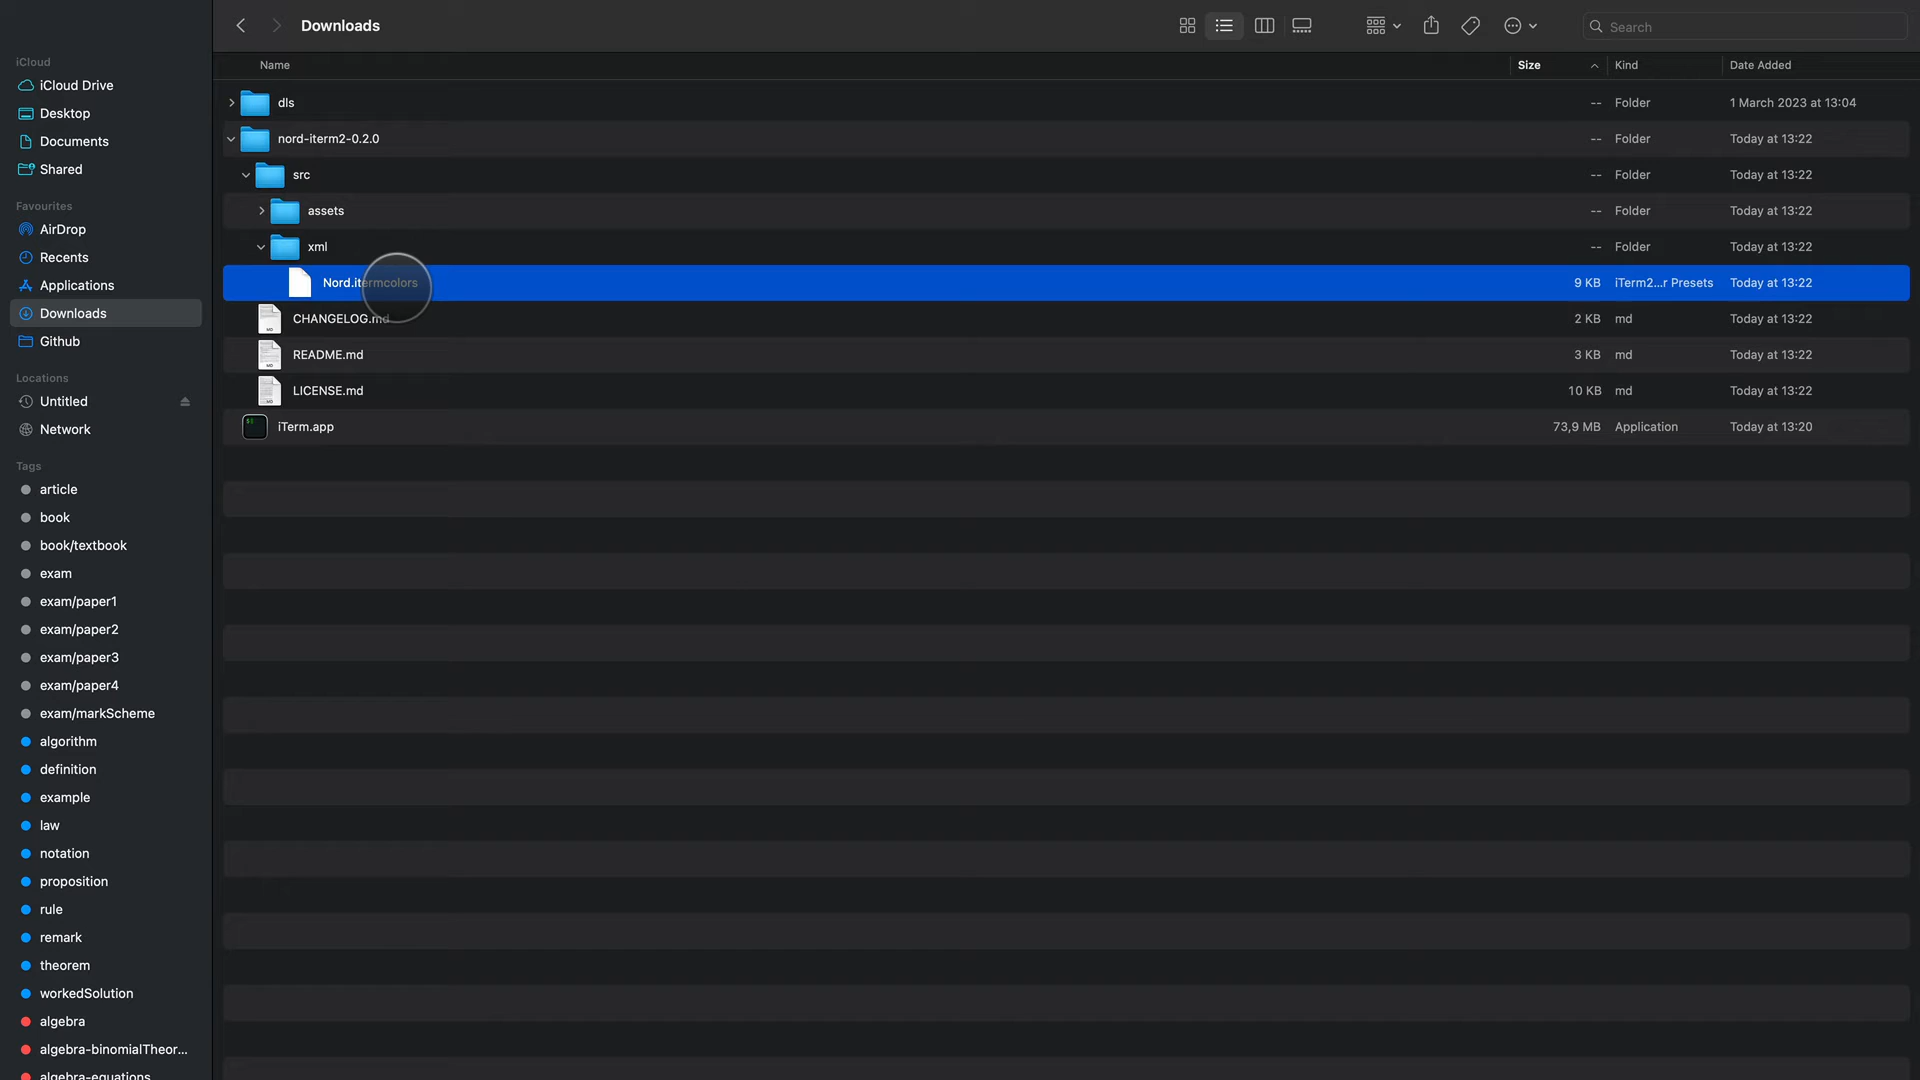 Downloads
Search
iCloud
iCloud Drive
Desktop
Documents
Shared
Favourites
AirDrop
Recents
Applications
Downloads
Github
Locations
Untitled
Network
Tags
article
book
book/textbook
exam
exam/paper1
exam/paper2
exam/paper3
exam/paper4
exam/markScheme
algorithm
definition
example
law
notation
proposition
rule
remark
theorem
workedSolution
algebra
algebra-binomialTheor...
algebra-equations
Name Size Kind Date Added
dls -- Folder 1 March 2023 at 13:04
nord-iterm2-0.2.0 -- Folder Today at 13:22
src -- Folder Today at 13:22
assets -- Folder Today at 13:22
xml -- Folder Today at 13:22
Nord.itermcolors 9 KB iTerm2...r Presets Today at 13:22
CHANGELOG.md 2 KB md Today at 13:22
README.md 3 KB md Today at 13:22
LICENSE.md 10 KB md Today at 13:22
iTerm.app 73,9 MB Application Today at 13:20